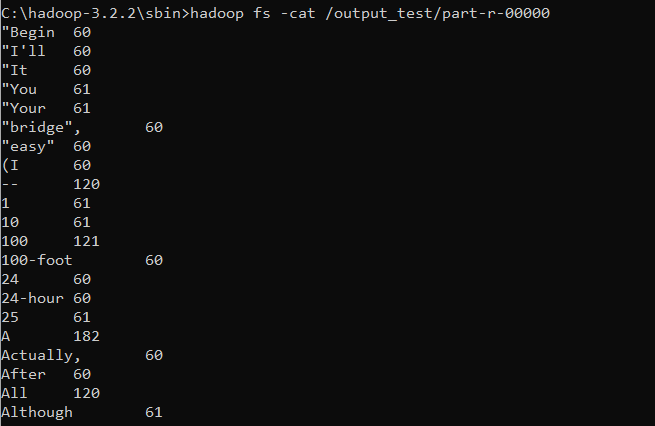 C:\hadoop-3.2.2\sbin>hadoop fs -cat /output_test/part-r-00000
"Begin	60
"I'll	60
"It	60
"You	61
"Your	61
"bridge",	60
"easy"	60
(I	60
--	120
1	61
10	61
100	121
100-foot	60
24	60
24-hour	60
25	61
A	182
Actually,	60
After	60
All	120
Although	61